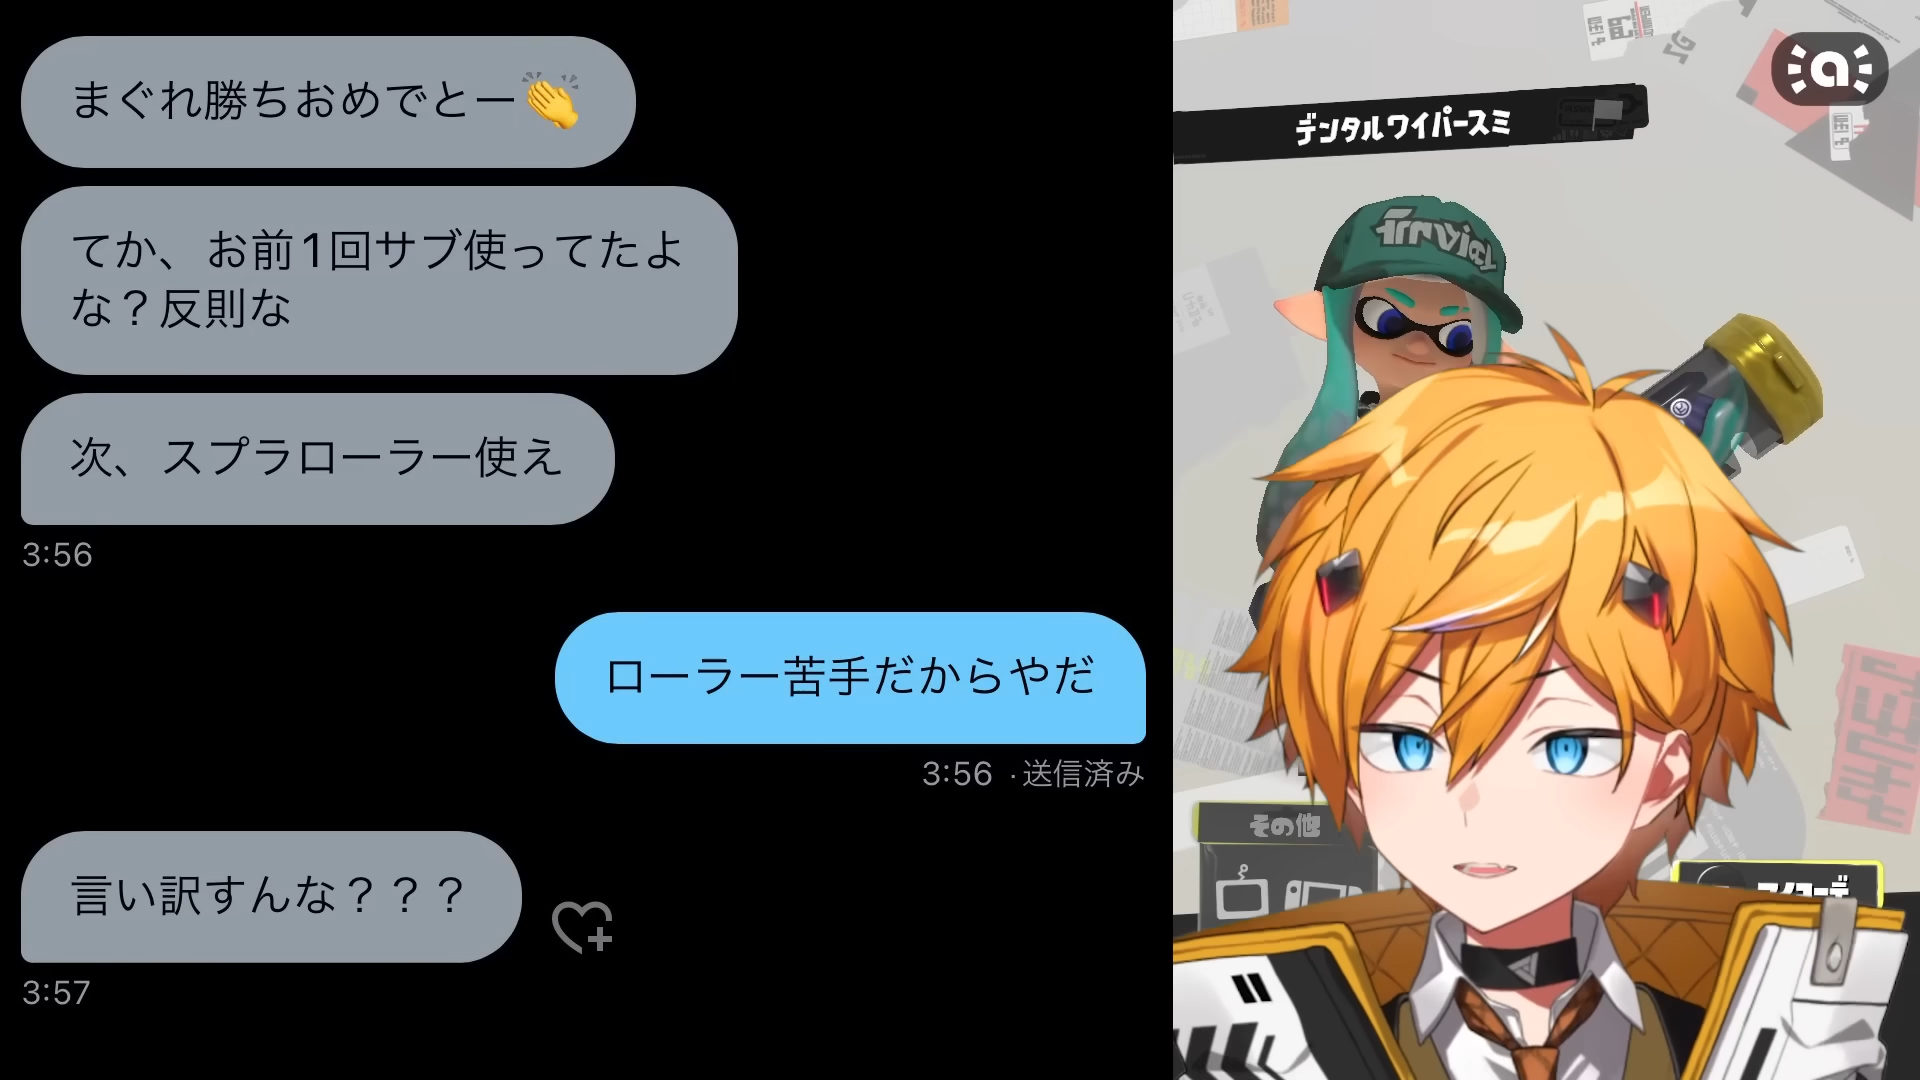 まぐれ勝ちおめでとー👏
てか、お前1回サブ使ってたよ
な？反則な
次、スプラローラー使え
3:56
ローラー苦手だからやだ
3:56 ·送信済み
言い訳すんな？？？
3:57
デンタルワイパースミ
その他